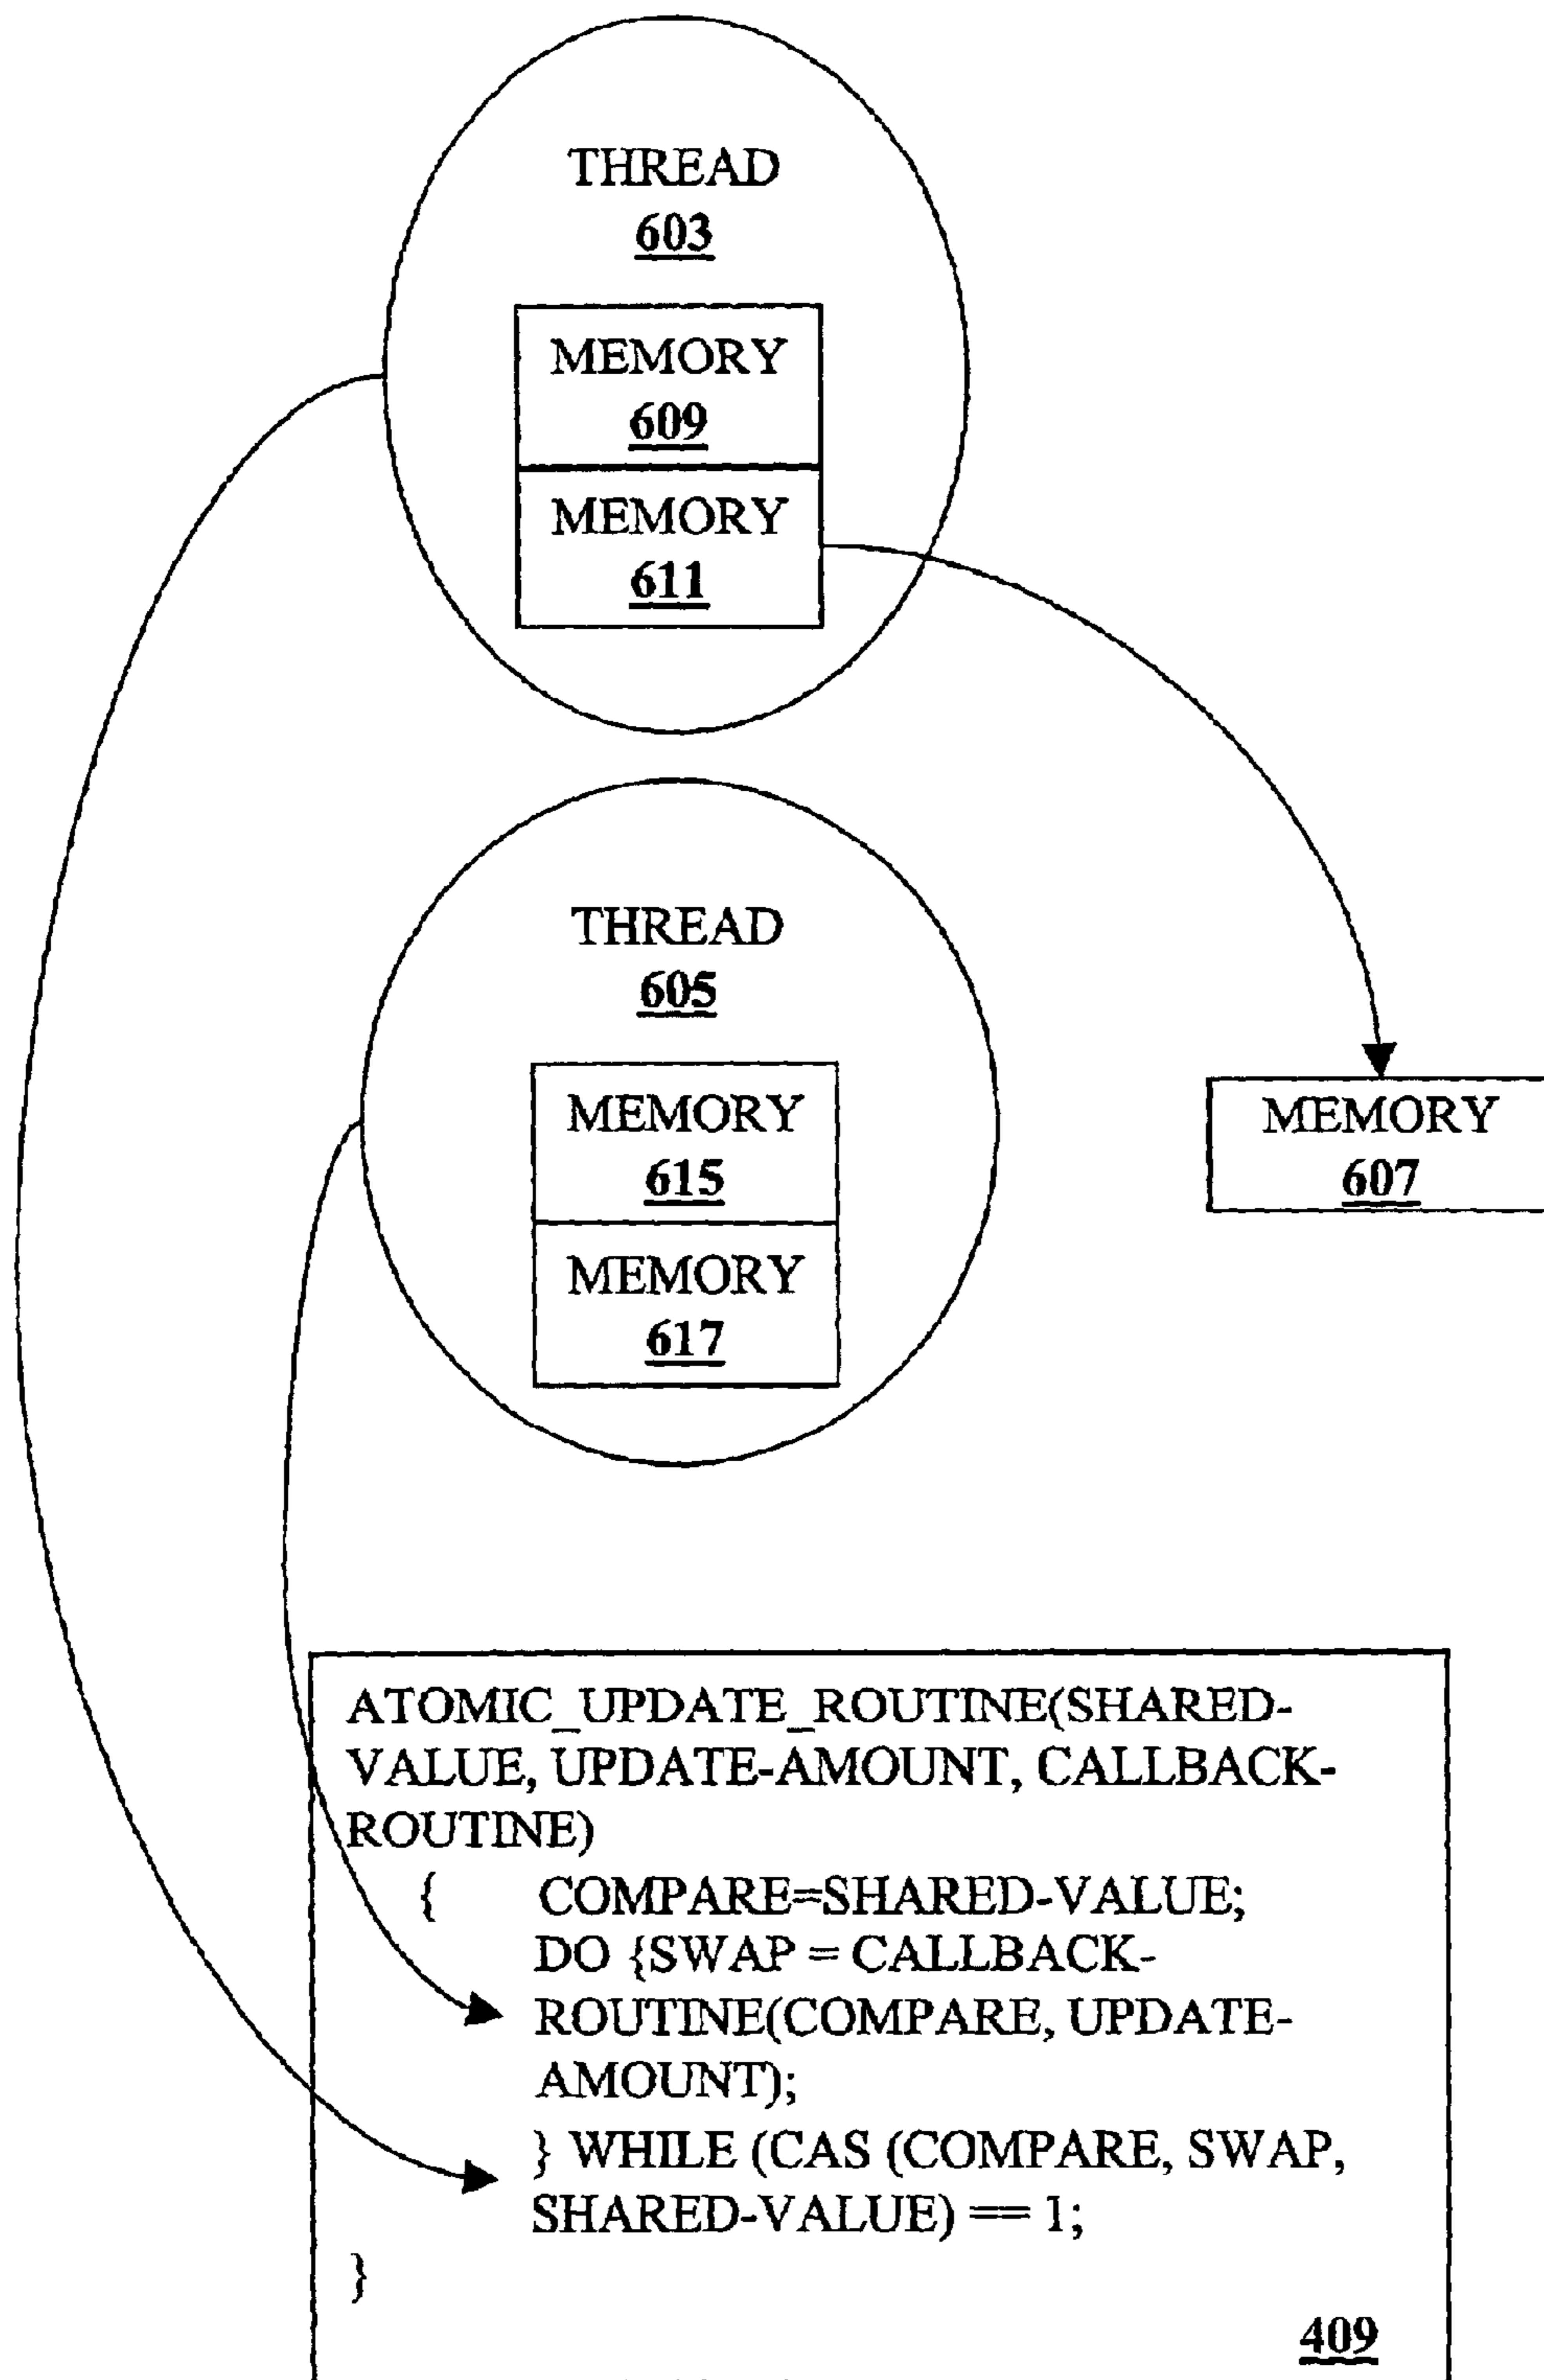 THREAD
603
MEMORY
609
MEMORY
611
THREAD
605
MEMORY
615
MEMORY
617
MEMORY
607
ATOMIC_UPDATE_ROUTINE(SHARED-
VALUE, UPDATE-AMOUNT, CALLBACK-
ROUTINE)
{ COMPARE=SHARED-VALUE;
DO {SWAP = CALLBACK-
ROUTINE(COMPARE, UPDATE-
AMOUNT);
} WHILE (CAS (COMPARE, SWAP,
SHARED-VALUE) == 1;
}
409